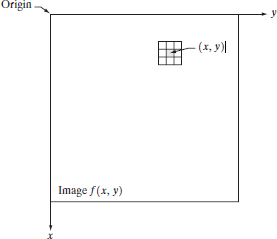 Origin
y
(x, y)
Image f(x, y)
x